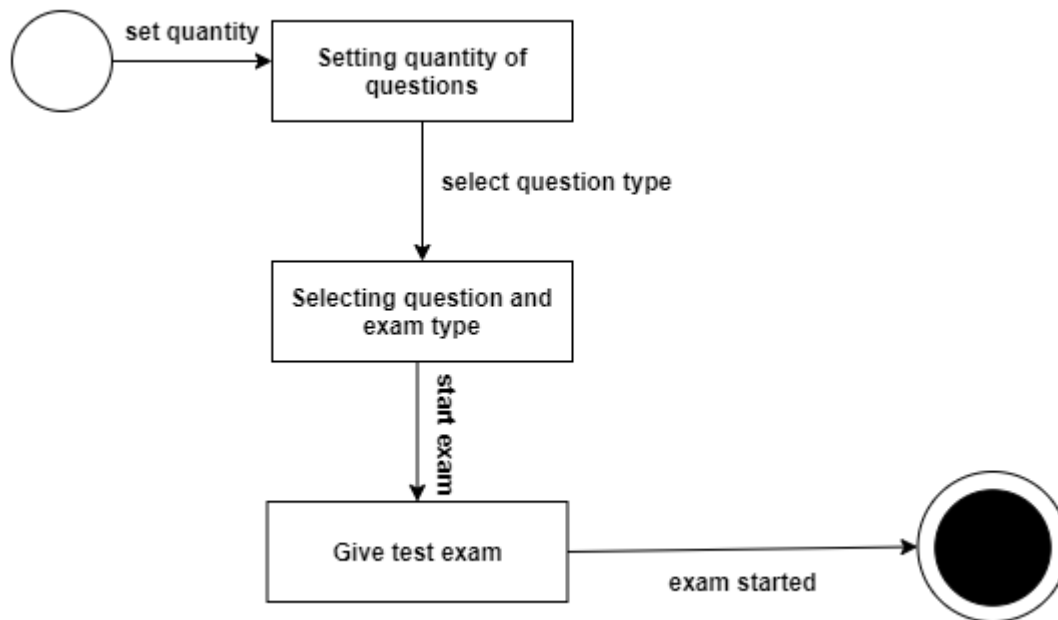 set quantity
Setting quantity of
questions
select question type
Selecting question and
exam type
start exam
Give test exam
exam started